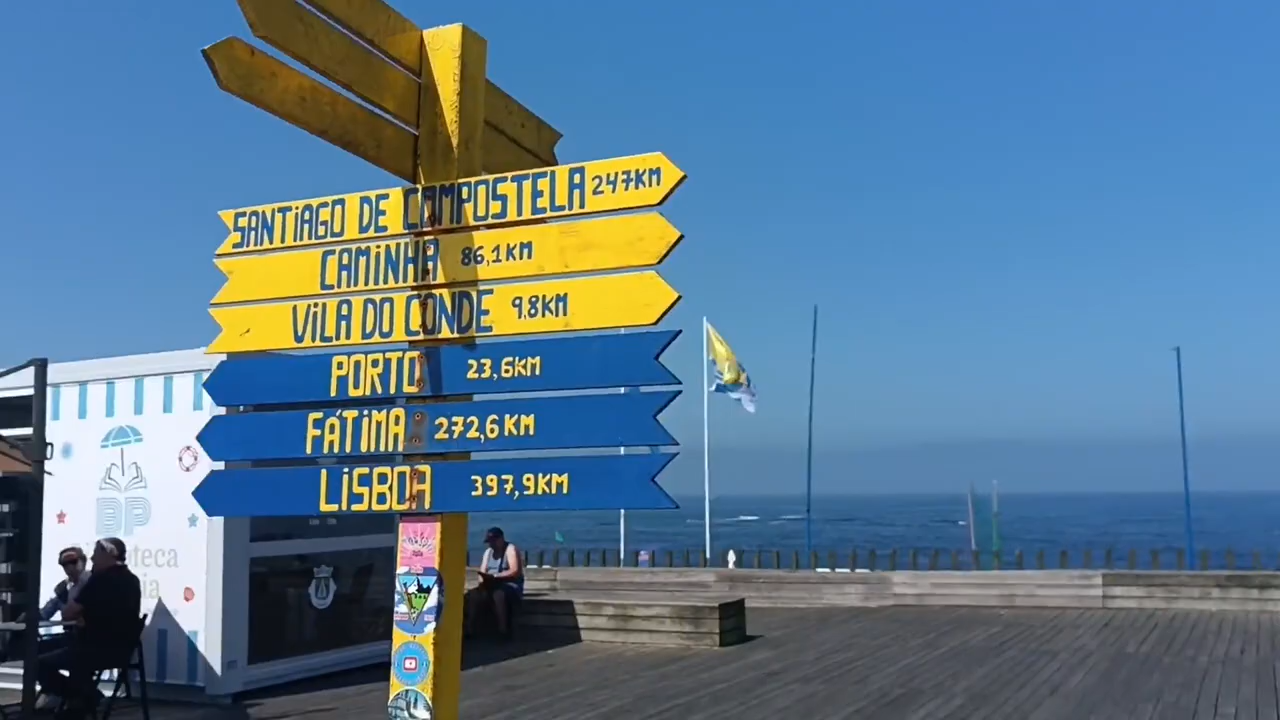 SANTiAGO DE COMPOSTELA 247KM
CAMiNHA 86,1KM
ViLA DO CONDE 9,8KM
PORTO 23,6KM
FÁTiMA 272,6KM
LiSBOA 397,9KM
BP